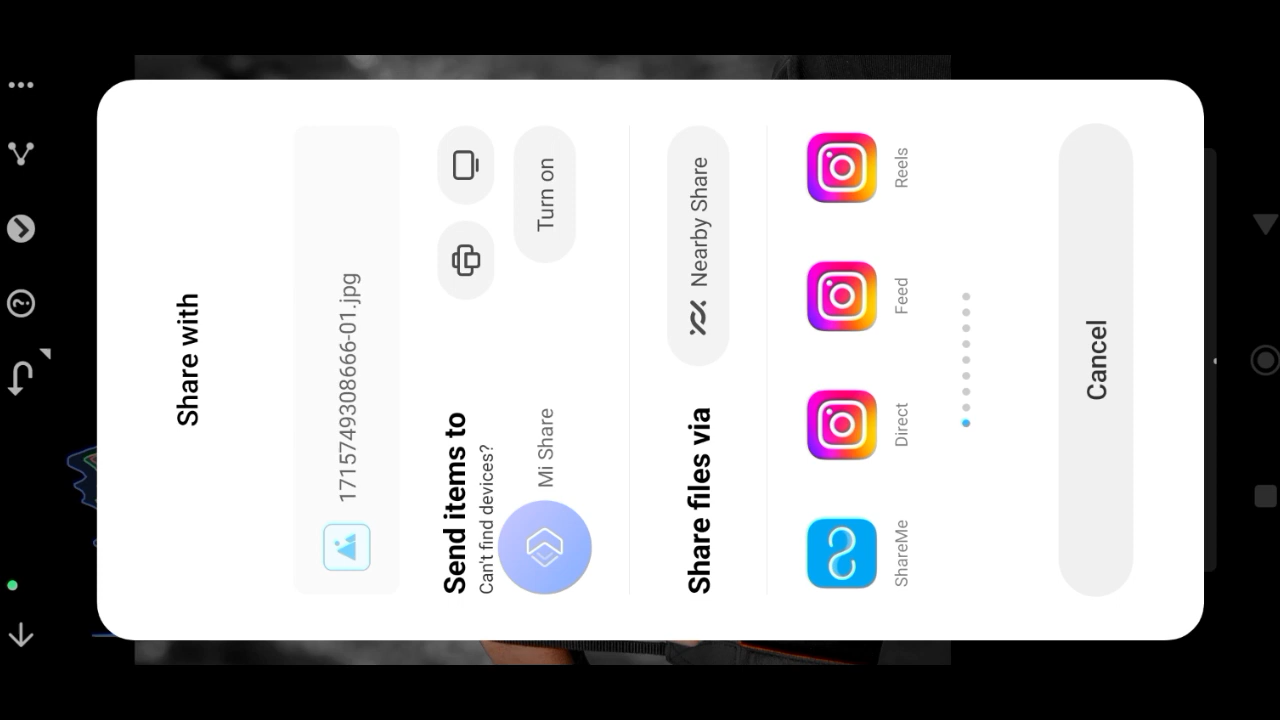 Share with
1715749308666-01.jpg
Send items to
Can't find devices?
Mi Share
Turn on
Share files via
Nearby Share
ShareMe
Direct
Feed
Reels
Cancel